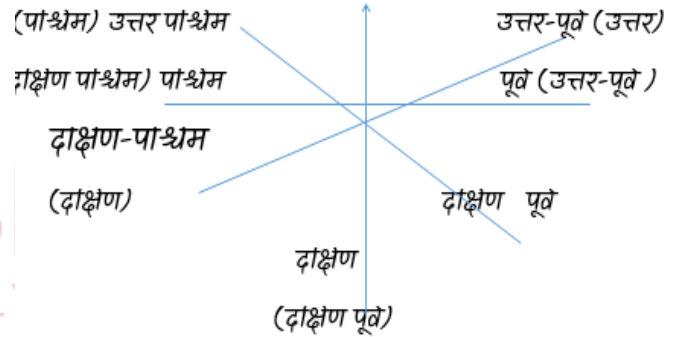 (पश्चिम) उत्तर पश्चिम
उत्तर-पूर्व (उत्तर)
दक्षिण पश्चिम) पश्चिम
पूर्व (उत्तर-पूर्व )
दक्षिण-पश्चिम
(दक्षिण)
दक्षिण पूर्व
दक्षिण
(दक्षिण पूर्व)